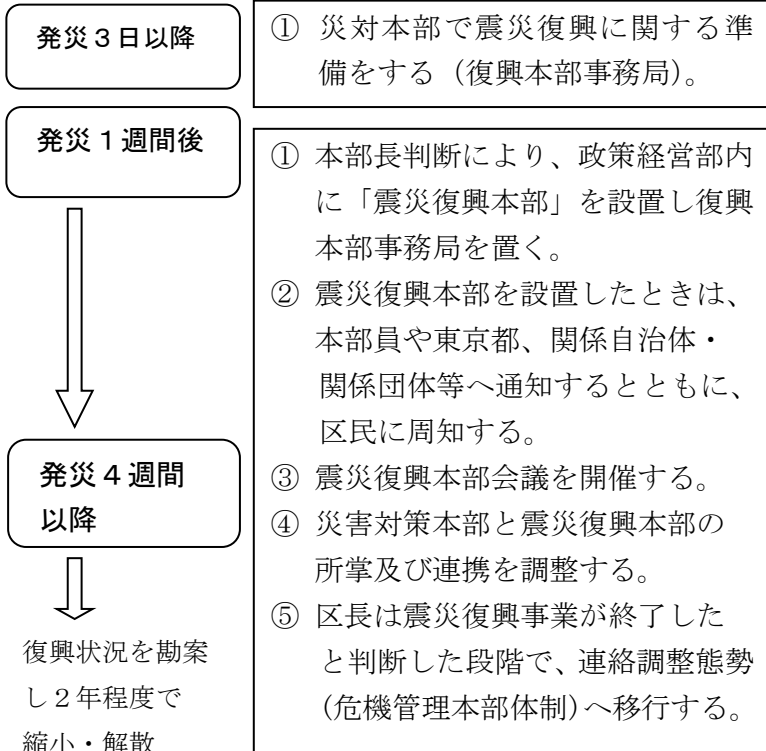 発災３日以降
① 災対本部で震災復興に関する準
備をする（復興本部事務局）。
発災１週間後
① 本部長判断により、政策経営部内
に「震災復興本部」を設置し復興
本部事務局を置く。
② 震災復興本部を設置したときは、
本部員や東京都、関係自治体・
関係団体等へ通知するとともに、
区民に周知する。
③ 震災復興本部会議を開催する。
④ 災害対策本部と震災復興本部の
所掌及び連携を調整する。
⑤ 区長は震災復興事業が終了した
と判断した段階で、連絡調整態勢
(危機管理本部体制)へ移行する。
発災４週間
以降
復興状況を勘案
し２年程度で
縮小・解散